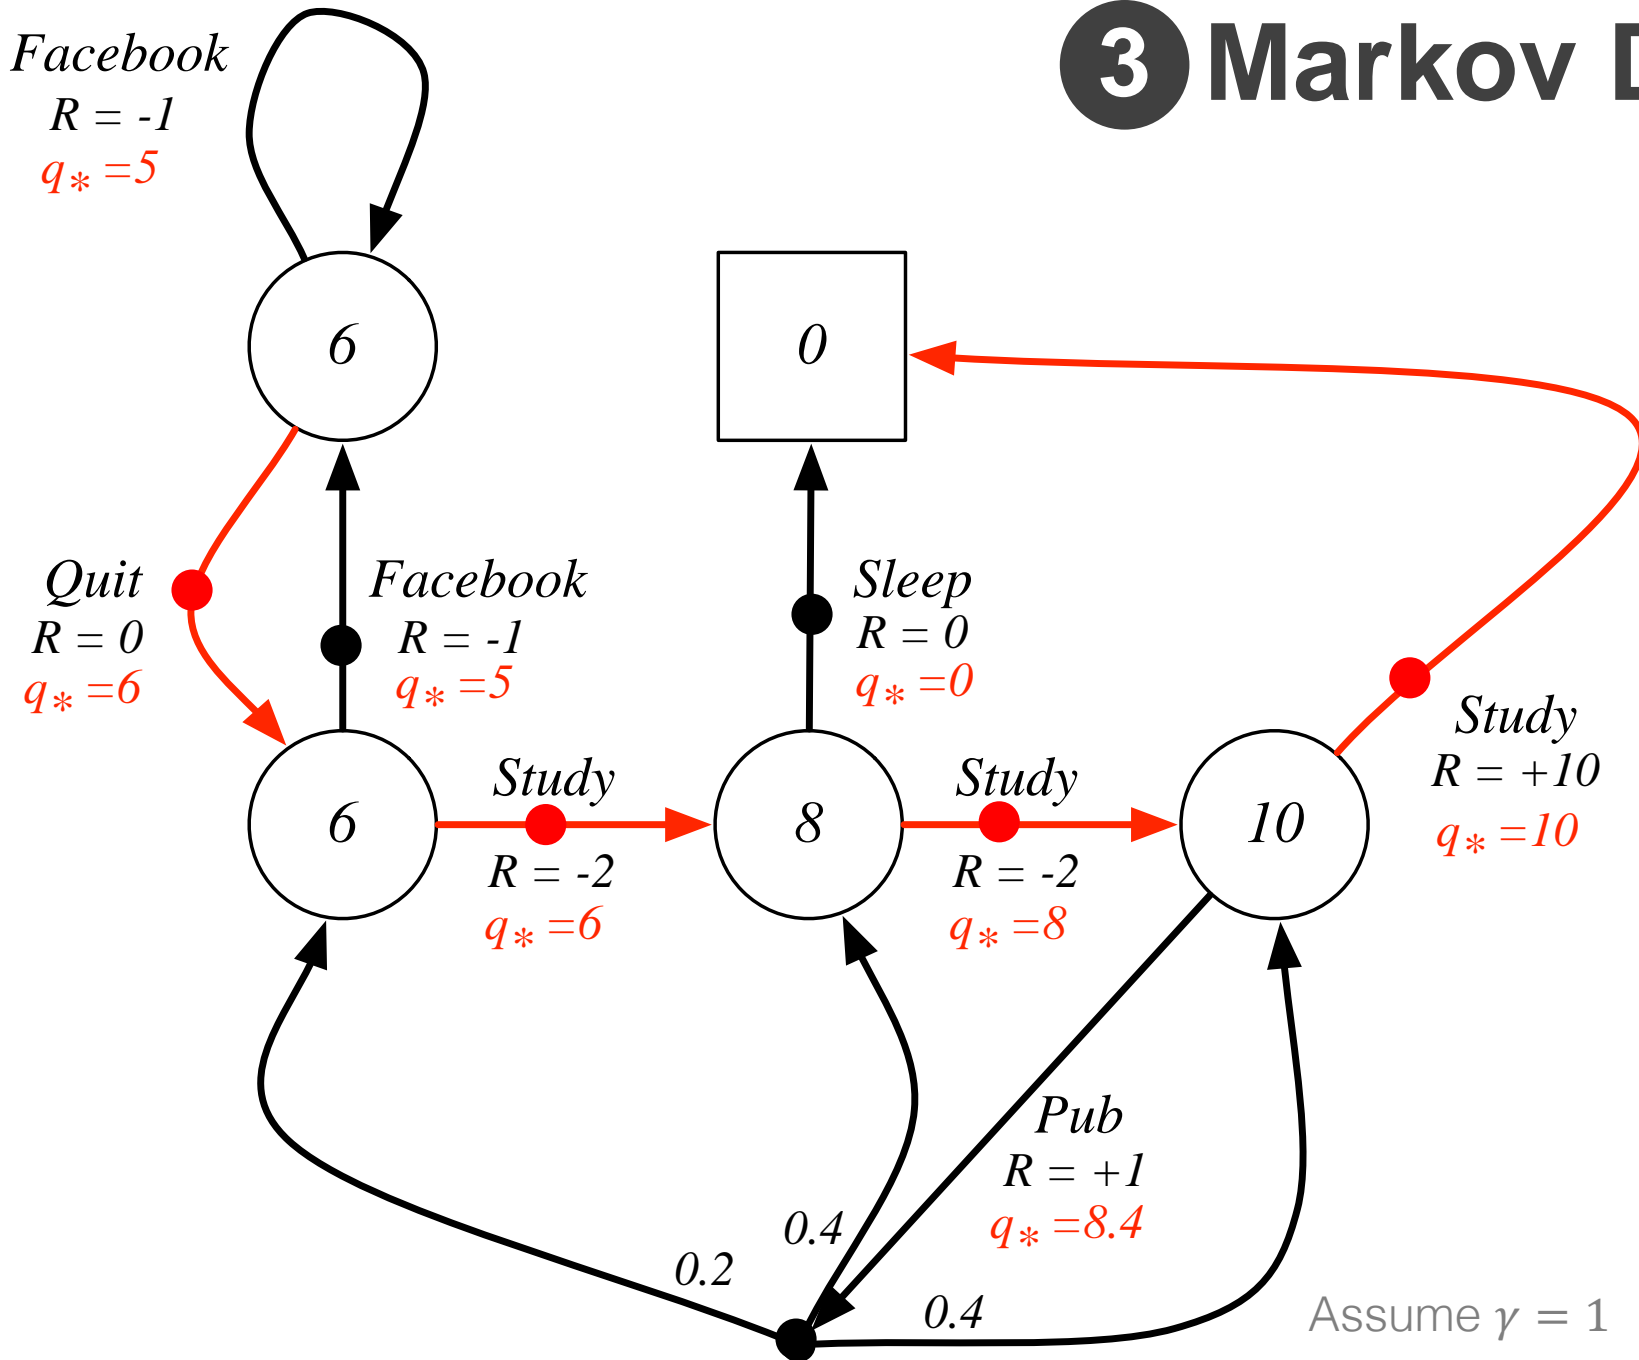 3 Markov D
Facebook
R = -1
q* =5
6
0
Quit
R = 0
q* =6
Facebook
R = -1
q* =5
Sleep
R = 0
q* =0
Study
R = +10
q* =10
6
Study
R = -2
q* =6
8
Study
R = -2
q* =8
10
Pub
R = +1
q* =8.4
0.2
0.4
0.4
Assume γ = 1